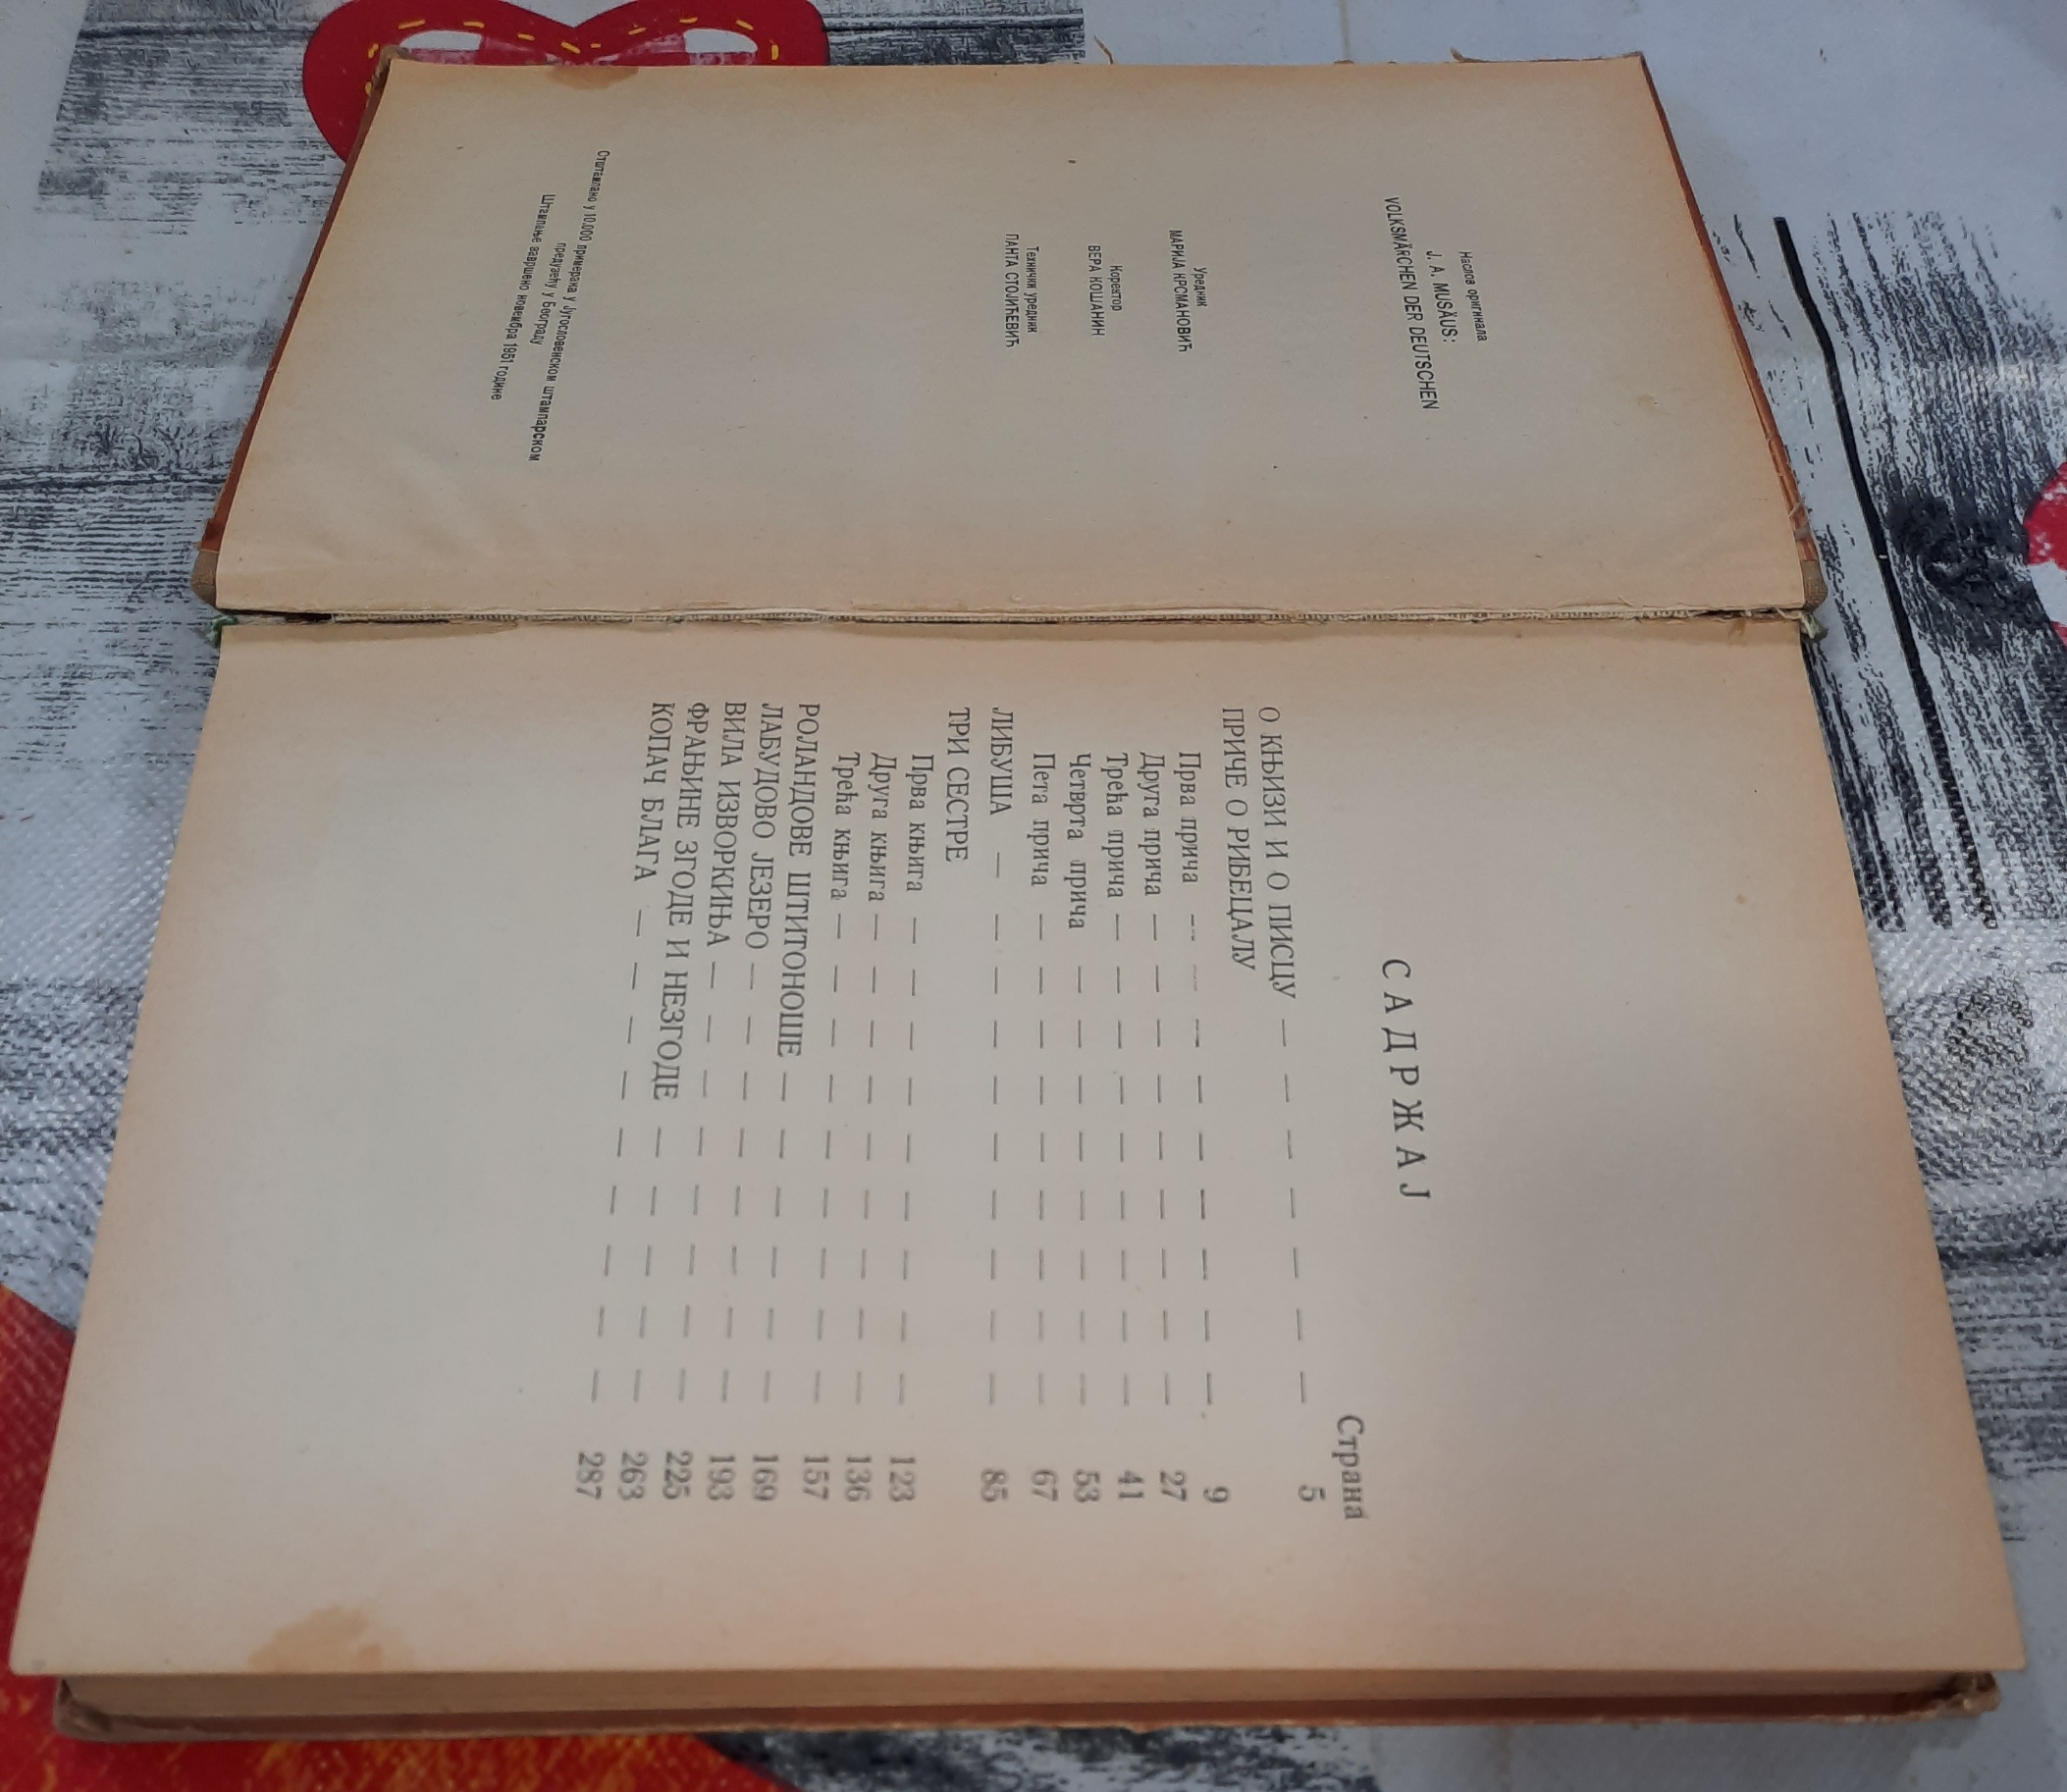 Наслов оригинала
J. A. MUSÄUS:
VOLKSMÄRCHEN DER DEUTSCHEN
Уредник
МАРИЈА КРСМАНОВИЋ
Коректор
ВЕРА КОШАНИН
Технички уредник
ПАНТА СТОЈИЋЕВИЋ
Отштампано у 10.000 примерака у Југословенском штампарском
предузећу у Београду
Штампање завршено новембра 1951 године
САДРЖАЈ
Страна
О КЊИЗИ И О ПИСЦУ — — — — — — — 5
ПРИЧЕ О РИБЕЦАЛУ
Прва прича — — — — — — — — — 9
Друга прича — — — — — — — — — 27
Трећа прича — — — — — — — — — 41
Четврта прича — — — — — — — — 53
Пета прича — — — — — — — — — 67
ЛИБУША — — — — — — — — — — 85
ТРИ СЕСТРЕ
Прва књига — — — — — — — — — 123
Друга књига — — — — — — — — — 136
Трећа књига — — — — — — — — — 157
РОЛАНДОВЕ ШТИТОНОШЕ — — — — — — 169
ЛАБУДОВО ЈЕЗЕРО — — — — — — — — 193
ВИЛА ИЗВОРКИЊА — — — — — — — — 225
ФРАЊИНЕ ЗГОДЕ И НЕЗГОДЕ — — — — — 263
КОПАЧ БЛАГА — — — — — — — — — 287